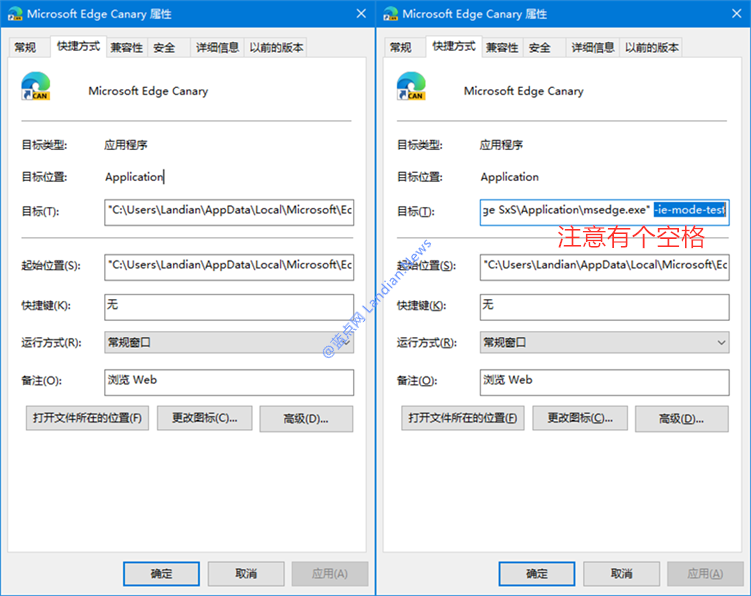 Microsoft Edge Canary 属性
常规 快捷方式 兼容性 安全 详细信息 以前的版本
CAN
Microsoft Edge Canary
目标类型: 应用程序
目标位置: Application
目标(T): "C:\Users\Landian\AppData\Local\Microsoft\Ec
起始位置(S): "C:\Users\Landian\AppData\Local\Microsoft\Ec
快捷键(K): 无
运行方式(R): 常规窗口
备注(O): 浏览 Web
打开文件所在的位置(F) 更改图标(C)... 高级(D)...
确定 取消 应用(A)
Microsoft Edge Canary 属性
常规 快捷方式 兼容性 安全 详细信息 以前的版本
CAN
Microsoft Edge Canary
目标类型: 应用程序
目标位置: Application
目标(T): ge SxS\Application\msedge.exe" -ie-mode-test
注意有个空格
起始位置(S): "C:\Users\Landian\AppData\Local\Microsoft\Ec
快捷键(K): 无
运行方式(R): 常规窗口
备注(O): 浏览 Web
打开文件所在的位置(F) 更改图标(C)... 高级(D)...
确定 取消 应用(A)
@蓝点网 Landian.News